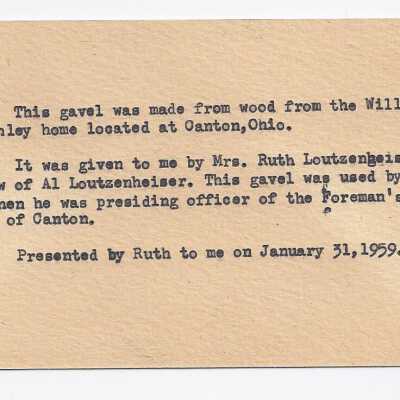 This gavel was made from wood from the Will
nley home located at Canton,Ohio.
It was given to me by Mrs. Ruth Loutzenheis
w of Al Loutzenheiser. This gavel was used by
hen he was presiding officer of the Foreman's
of Canton.
Presented by Ruth to me on January 31,1959.